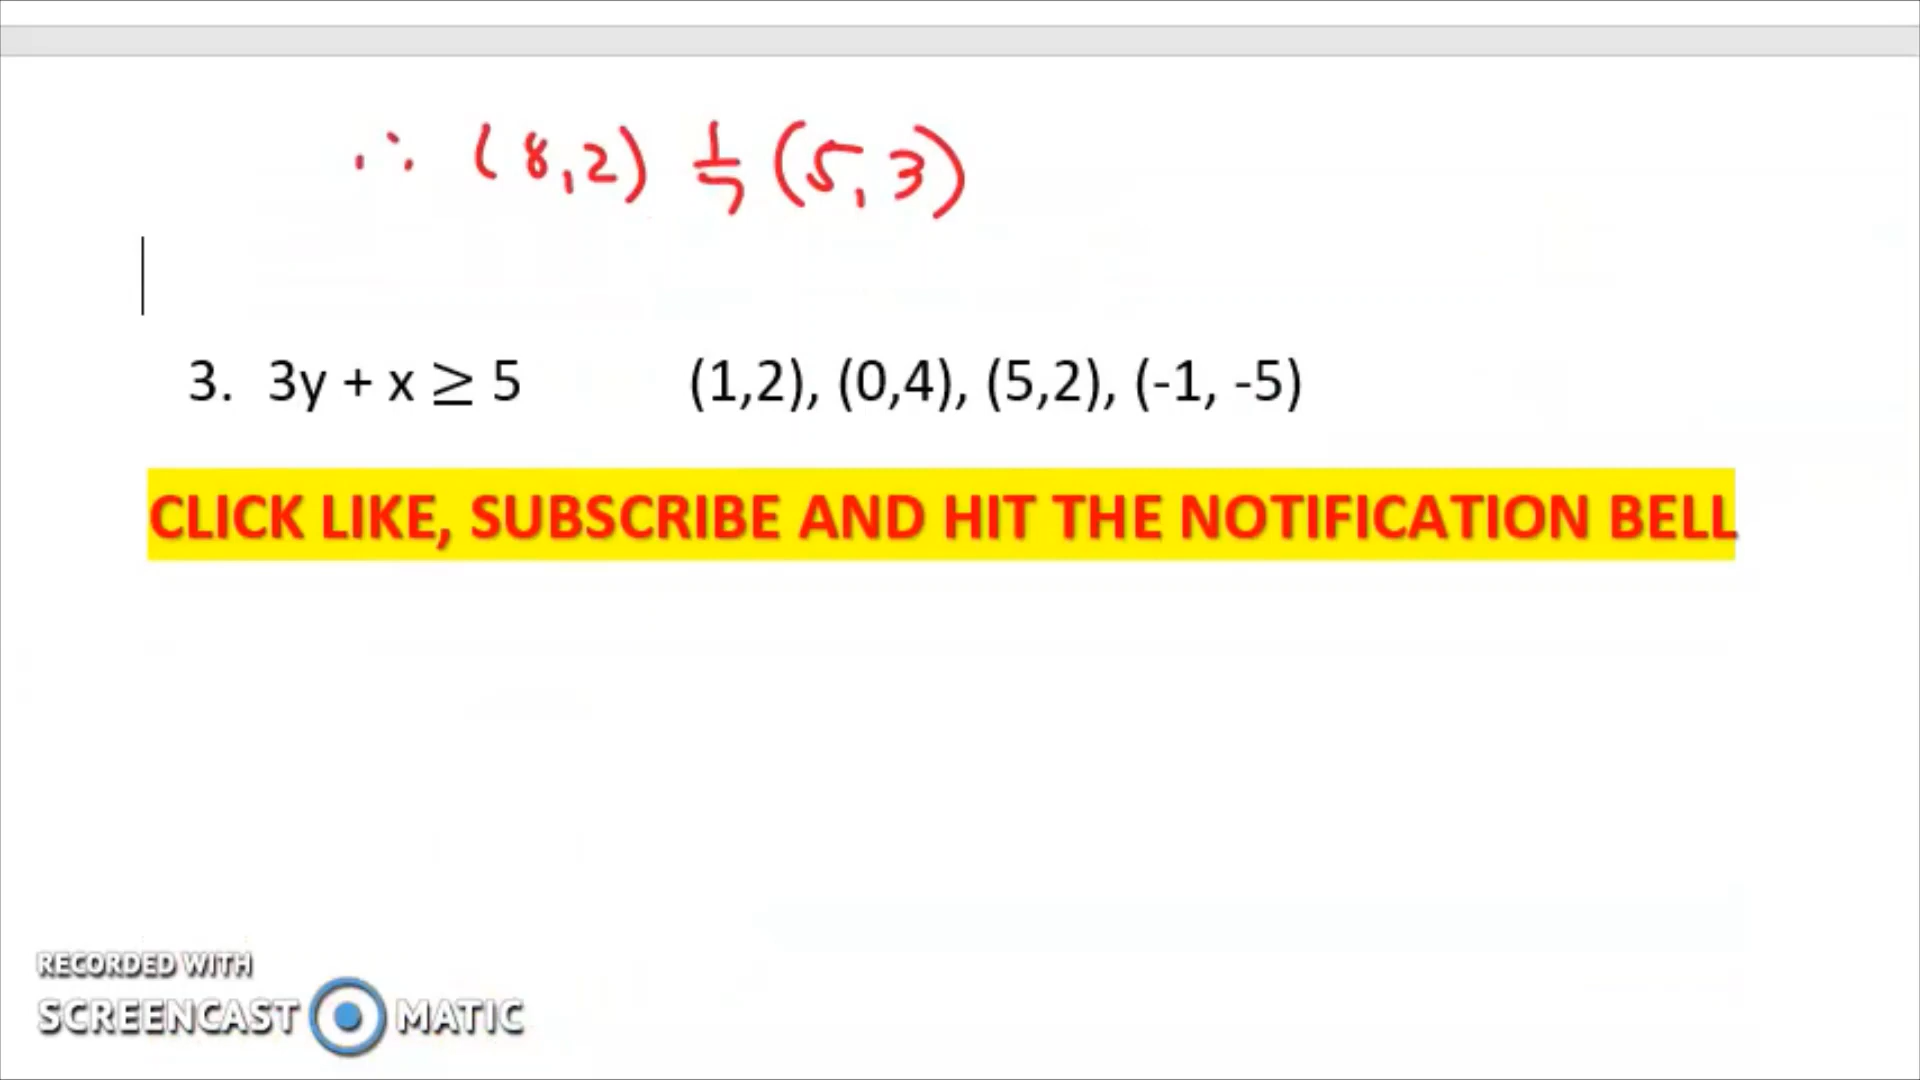 ∴ (8,2) & (5,3)
3. 3y + x ≥ 5 (1,2), (0,4), (5,2), (-1, -5)
CLICK LIKE, SUBSCRIBE AND HIT THE NOTIFICATION BELL
RECORDED WITH
SCREENCAST MATIC